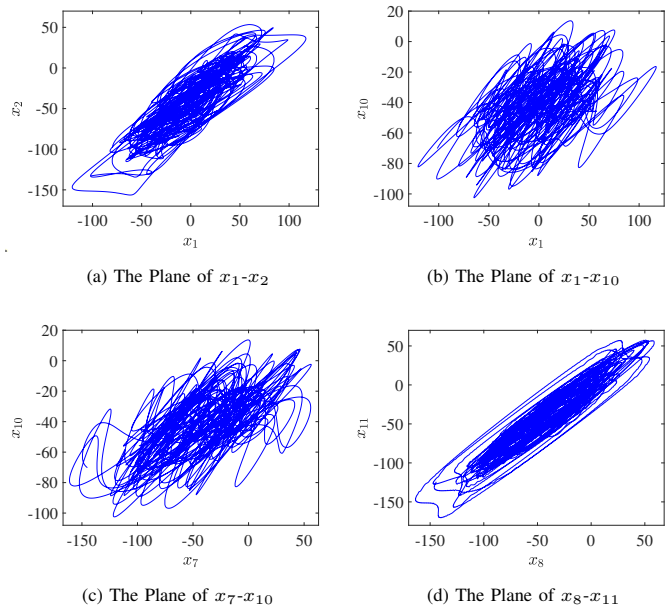 50
0
-50
-100
-150
x2
-100 -50 0 50 100
x1
(a) The Plane of x1-x2
20
0
-20
-40
-60
-80
-100
x10
-100 -50 0 50 100
x1
(b) The Plane of x1-x10
20
0
-20
-40
-60
-80
-100
x10
-150 -100 -50 0 50
x7
(c) The Plane of x7-x10
50
0
-50
-100
-150
x11
-150 -100 -50 0 50
x8
(d) The Plane of x8-x11